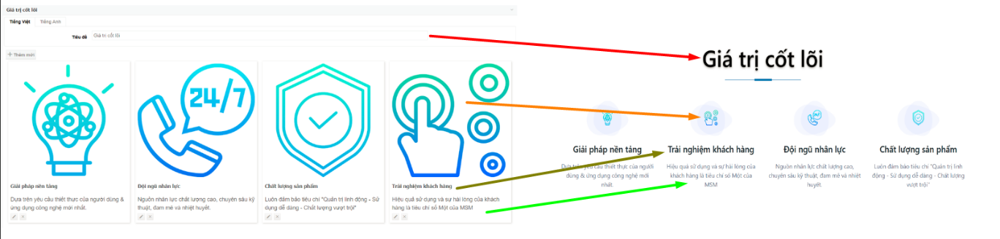 Giá trị cốt lõi
Tiếng Việt
Tiếng Anh
Tiêu đề
Giá trị cốt lõi
+ Thêm mới
24/7
Giải pháp nền tảng
Dựa trên yêu cầu thiết thực của người dùng &
ứng dụng công nghệ mới nhất.
Đội ngũ nhân lực
Nguồn nhân lực chất lượng cao, chuyên sâu kỹ
thuật, đam mê và nhiệt huyết.
Chất lượng sản phẩm
Luôn đảm bảo tiêu chí "Quản trị linh động - Sử
dụng dễ dàng - Chất lượng vượt trội"
Trải nghiệm khách hàng
Hiệu quả sử dụng và sự hài lòng của khách
hàng là tiêu chí số Một của MSM
Giá trị cốt lõi
Giải pháp nền tảng
Dựa trên yêu cầu thiết thực của người
dùng & ứng dụng công nghệ mới
nhất.
Trải nghiệm khách hàng
Hiệu quả sử dụng và sự hài lòng của
khách hàng là tiêu chí số Một của
MSM
Đội ngũ nhân lực
Nguồn nhân lực chất lượng cao,
chuyên sâu kỹ thuật, đam mê và nhiệt
huyết.
Chất lượng sản phẩm
Luôn đảm bảo tiêu chí "Quản trị linh
động - Sử dụng dễ dàng - Chất lượng
vượt trội"